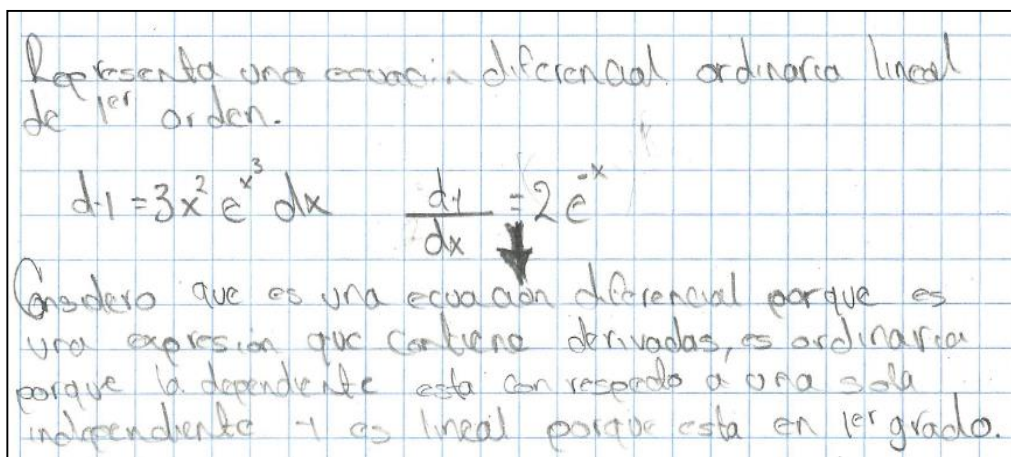 Representa una ecuación diferencial ordinaria lineal
de 1er orden.
dy = 3x² e^x³ dx dy/dx = 2e^-x
Considero que es una ecuación diferencial porque es
una expresión que contiene derivadas, es ordinaria
porque la dependiente esta con respecto a una sola
independiente y es lineal porque esta en 1er grado.